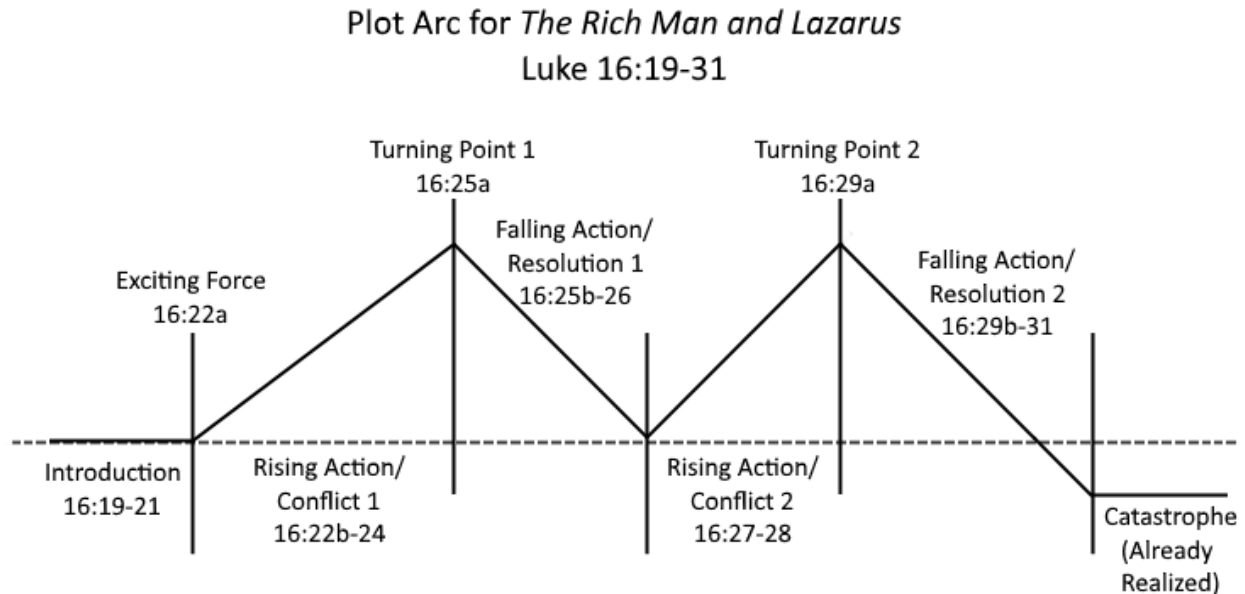 Plot Arc for The Rich Man and Lazarus
Luke 16:19-31
Turning Point 1
16:25a
Turning Point 2
16:29a
Exciting Force
16:22a
Falling Action/
Resolution 1
16:25b-26
Falling Action/
Resolution 2
16:29b-31
Introduction
16:19-21
Rising Action/
Conflict 1
16:22b-24
Rising Action/
Conflict 2
16:27-28
Catastrophe
(Already
Realized)